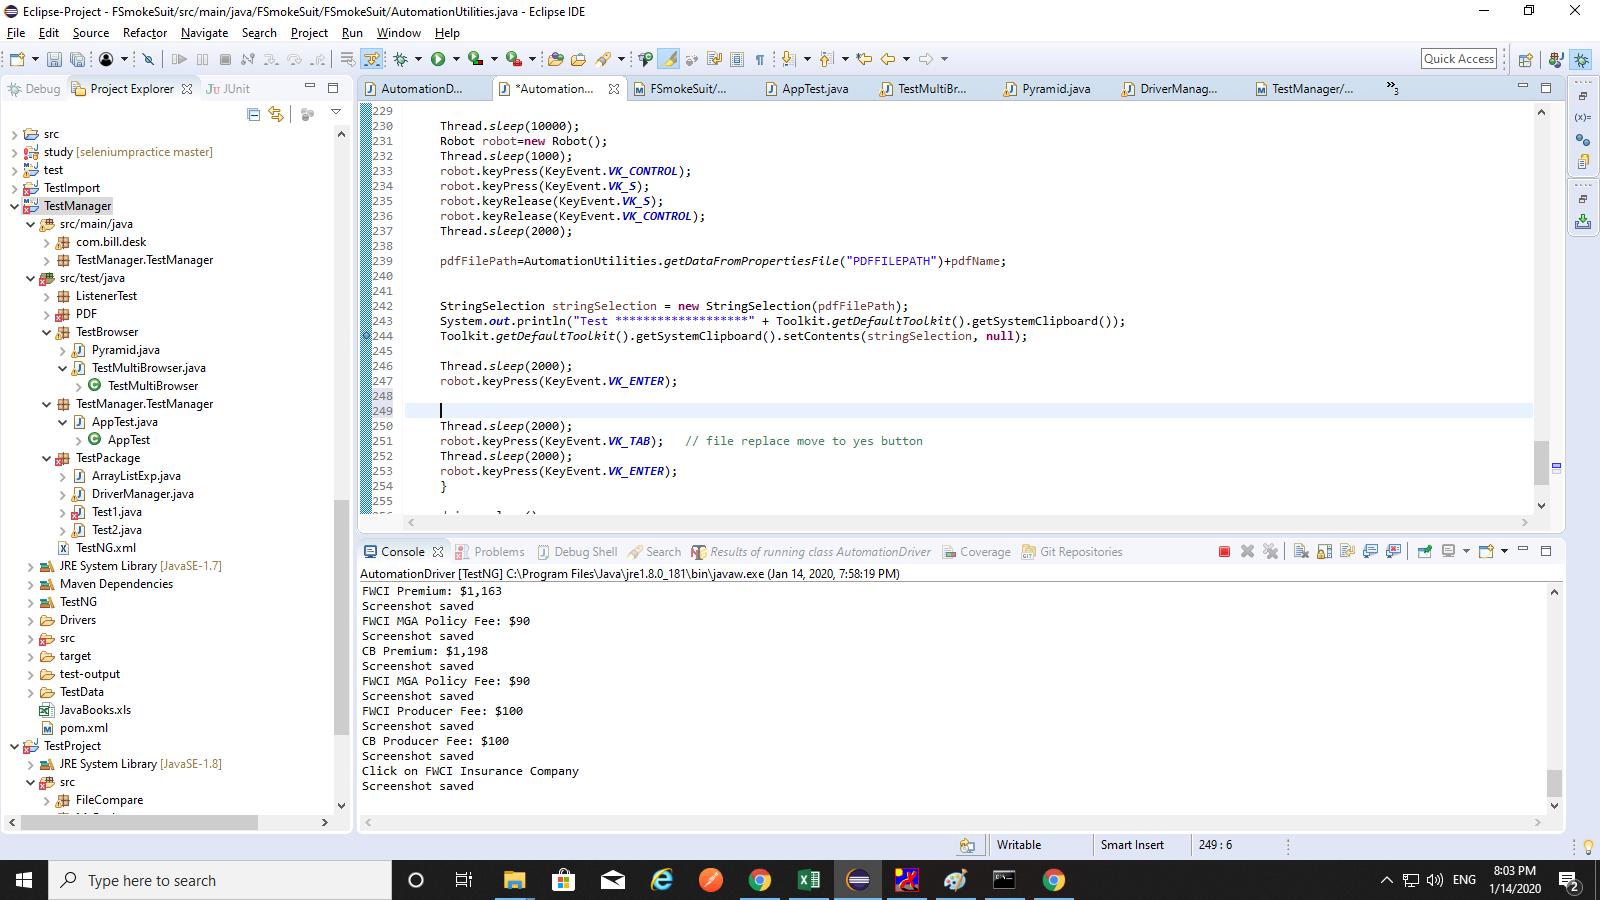 Eclipse-Project - FSmokeSuit/src/main/java/FSmokeSuit/FSmokeSuit/AutomationUtilities.java - Eclipse IDE
File Edit Source Refactor Navigate Search Project Run Window Help
Quick Access
Debug Project Explorer JUnit
AutomationD... *Automation... FSmokeSuit/... AppTest.java TestMultiBr... Pyramid.java DriverManag... TestManager/... »3
src
study [seleniumpractice master]
test
TestImport
TestManager
src/main/java
com.bill.desk
TestManager.TestManager
src/test/java
ListenerTest
PDF
TestBrowser
Pyramid.java
TestMultiBrowser.java
TestMultiBrowser
TestManager.TestManager
AppTest.java
AppTest
TestPackage
ArrayListExp.java
DriverManager.java
Test1.java
Test2.java
TestNG.xml
JRE System Library [JavaSE-1.7]
Maven Dependencies
TestNG
Drivers
src
target
test-output
TestData
JavaBooks.xls
pom.xml
TestProject
JRE System Library [JavaSE-1.8]
src
FileCompare
229
230 Thread.sleep(10000);
231 Robot robot=new Robot();
232 Thread.sleep(1000);
233 robot.keyPress(KeyEvent.VK_CONTROL);
234 robot.keyPress(KeyEvent.VK_S);
235 robot.keyRelease(KeyEvent.VK_S);
236 robot.keyRelease(KeyEvent.VK_CONTROL);
237 Thread.sleep(2000);
238
239 pdfFilePath=AutomationUtilities.getDataFromPropertiesFile("PDFFILEPATH")+pdfName;
240
241
242 StringSelection stringSelection = new StringSelection(pdfFilePath);
243 System.out.println("Test *******************" + Toolkit.getDefaultToolkit().getSystemClipboard());
244 Toolkit.getDefaultToolkit().getSystemClipboard().setContents(stringSelection, null);
245
246 Thread.sleep(2000);
247 robot.keyPress(KeyEvent.VK_ENTER);
248
249
250 Thread.sleep(2000);
251 robot.keyPress(KeyEvent.VK_TAB); // file replace move to yes button
252 Thread.sleep(2000);
253 robot.keyPress(KeyEvent.VK_ENTER);
254 }
255
Console Problems Debug Shell Search Results of running class AutomationDriver Coverage Git Repositories
AutomationDriver [TestNG] C:\Program Files\Java\jre1.8.0_181\bin\javaw.exe (Jan 14, 2020, 7:58:19 PM)
FWCI Premium: $1,163
Screenshot saved
FWCI MGA Policy Fee: $90
Screenshot saved
CB Premium: $1,198
Screenshot saved
FWCI MGA Policy Fee: $90
Screenshot saved
FWCI Producer Fee: $100
Screenshot saved
CB Producer Fee: $100
Screenshot saved
Click on FWCI Insurance Company
Screenshot saved
Writable Smart Insert 249 : 6
Type here to search
ENG
8:03 PM
1/14/2020
2